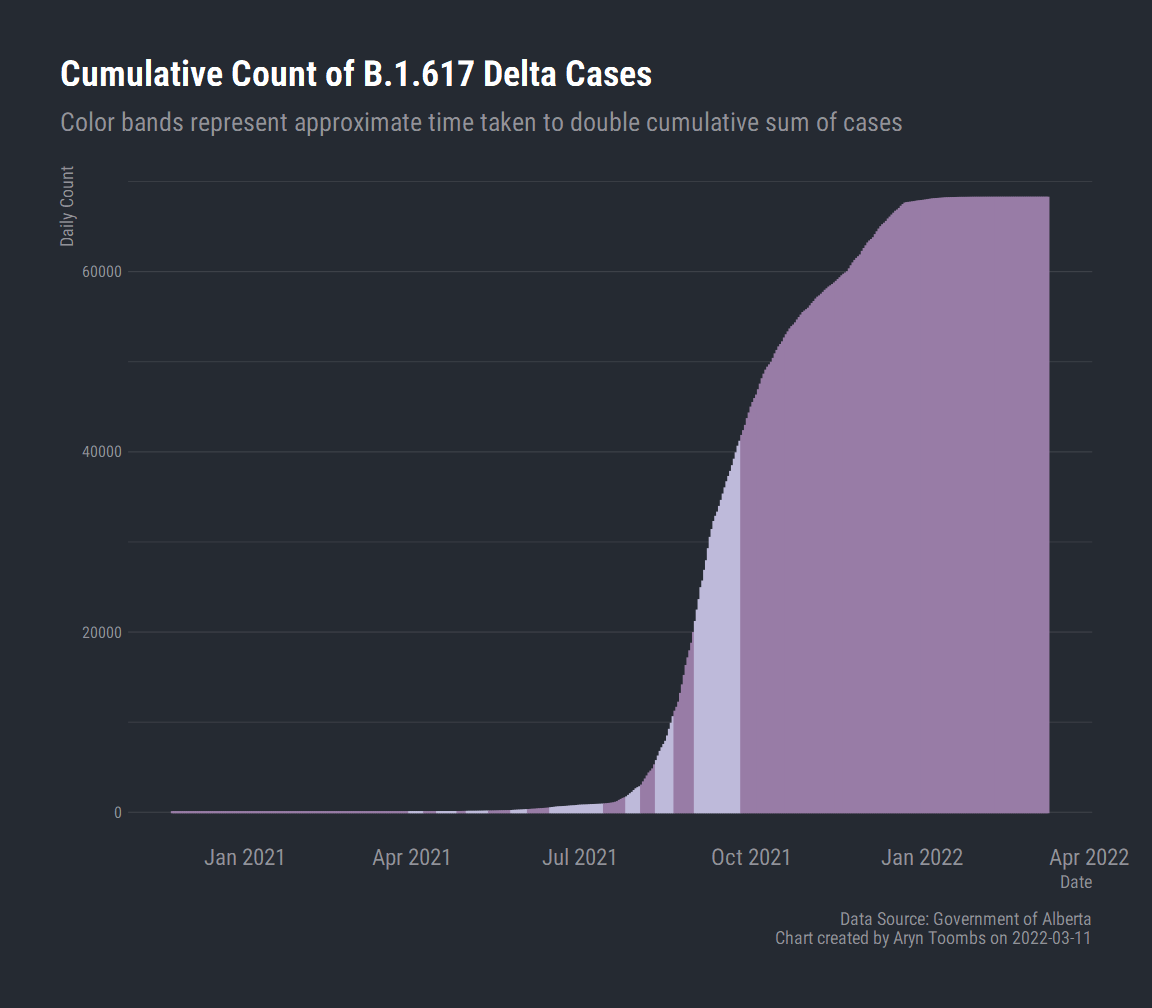 Cumulative Count of B.1.617 Delta Cases
Color bands represent approximate time taken to double cumulative sum of cases
Daily Count
60000
40000
20000
0
Jan 2021
Apr 2021
Jul 2021
Oct 2021
Jan 2022
Apr 2022
Date
Data Source: Government of Alberta
Chart created by Aryn Toombs on 2022-03-11